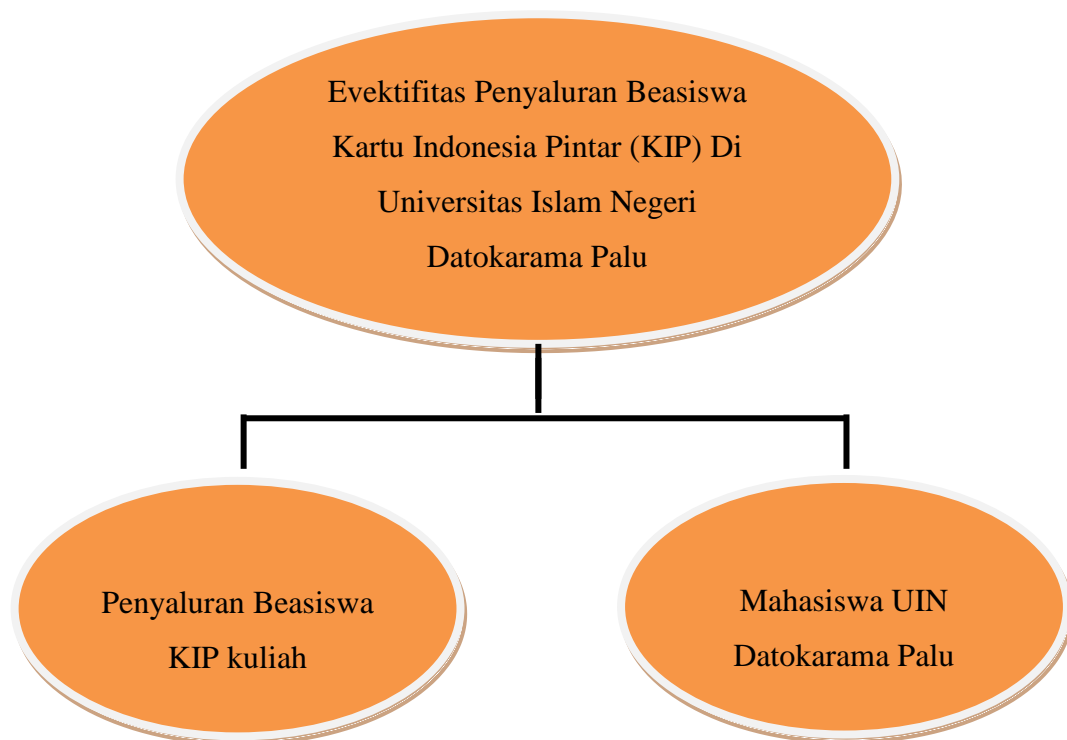 Evektifitas Penyaluran Beasiswa
Kartu Indonesia Pintar (KIP) Di
Universitas Islam Negeri
Datokarama Palu
Penyaluran Beasiswa
KIP kuliah
Mahasiswa UIN
Datokarama Palu